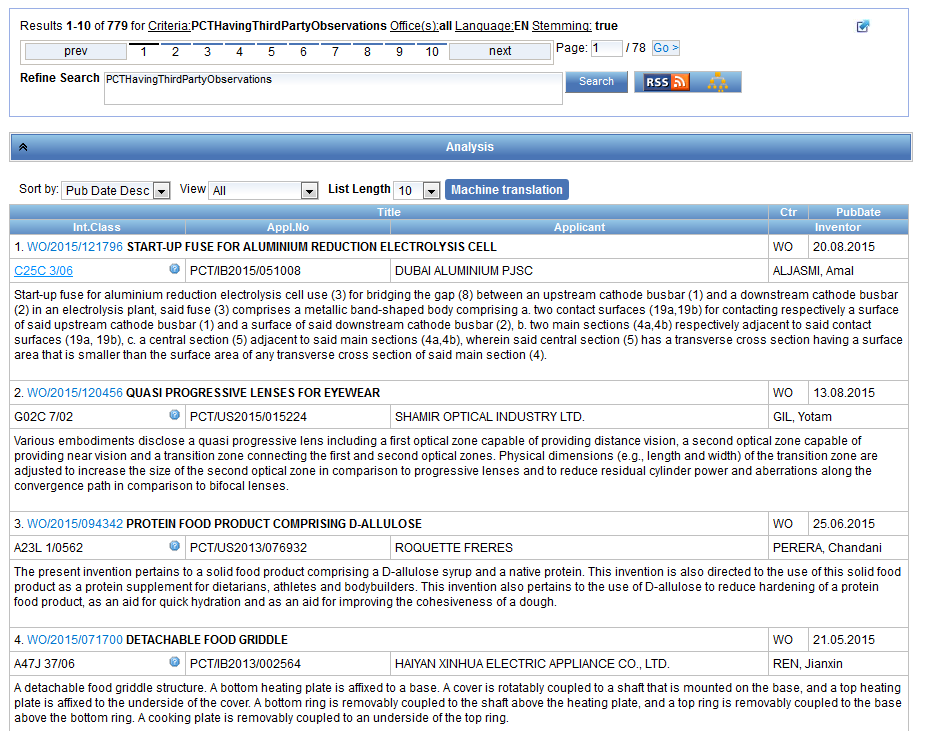 Results 1-10 of 779 for Criteria:PCTHavingThirdPartyObservations Office(s):all Language:EN Stemming: true
prev 1 2 3 4 5 6 7 8 9 10 next Page: 1 / 78 Go >
Refine Search PCTHavingThirdPartyObservations Search RSS
Analysis
Sort by: Pub Date Desc View All List Length 10 Machine translation
Title Ctr PubDate
Int.Class Appl.No Applicant Inventor
1. WO/2015/121796 START-UP FUSE FOR ALUMINIUM REDUCTION ELECTROLYSIS CELL WO 20.08.2015
C25C 3/06 PCT/IB2015/051008 DUBAI ALUMINIUM PJSC ALJASMI, Amal
Start-up fuse for aluminium reduction electrolysis cell use (3) for bridging the gap (8) between an upstream cathode busbar (1) and a downstream cathode busbar
(2) in an electrolysis plant, said fuse (3) comprises a metallic band-shaped body comprising a. two contact surfaces (19a,19b) for contacting respectively a surface
of said upstream cathode busbar (1) and a surface of said downstream cathode busbar (2), b. two main sections (4a,4b) respectively adjacent to said contact
surfaces (19a, 19b), c. a central section (5) adjacent to said main sections (4a,4b), wherein said central section (5) has a transverse cross section having a surface
area that is smaller than the surface area of any transverse cross section of said main section (4).
2. WO/2015/120456 QUASI PROGRESSIVE LENSES FOR EYEWEAR WO 13.08.2015
G02C 7/02 PCT/US2015/015224 SHAMIR OPTICAL INDUSTRY LTD. GIL, Yotam
Various embodiments disclose a quasi progressive lens including a first optical zone capable of providing distance vision, a second optical zone capable of
providing near vision and a transition zone connecting the first and second optical zones. Physical dimensions (e.g., length and width) of the transition zone are
adjusted to increase the size of the second optical zone in comparison to progressive lenses and to reduce residual cylinder power and aberrations along the
convergence path in comparison to bifocal lenses.
3. WO/2015/094342 PROTEIN FOOD PRODUCT COMPRISING D-ALLULOSE WO 25.06.2015
A23L 1/0562 PCT/US2013/076932 ROQUETTE FRERES PERERA, Chandani
The present invention pertains to a solid food product comprising a D-allulose syrup and a native protein. This invention is also directed to the use of this solid food
product as a protein supplement for dietarians, athletes and bodybuilders. This invention also pertains to the use of D-allulose to reduce hardening of a protein
food product, as an aid for quick hydration and as an aid for improving the cohesiveness of a dough.
4. WO/2015/071700 DETACHABLE FOOD GRIDDLE WO 21.05.2015
A47J 37/06 PCT/IB2013/002564 HAIYAN XINHUA ELECTRIC APPLIANCE CO., LTD. REN, Jianxin
A detachable food griddle structure. A bottom heating plate is affixed to a base. A cover is rotatably coupled to a shaft that is mounted on the base, and a top heating
plate is affixed to the underside of the cover. A bottom ring is removably coupled to the shaft above the heating plate, and a top ring is removably coupled to the base
above the bottom ring. A cooking plate is removably coupled to an underside of the top ring.